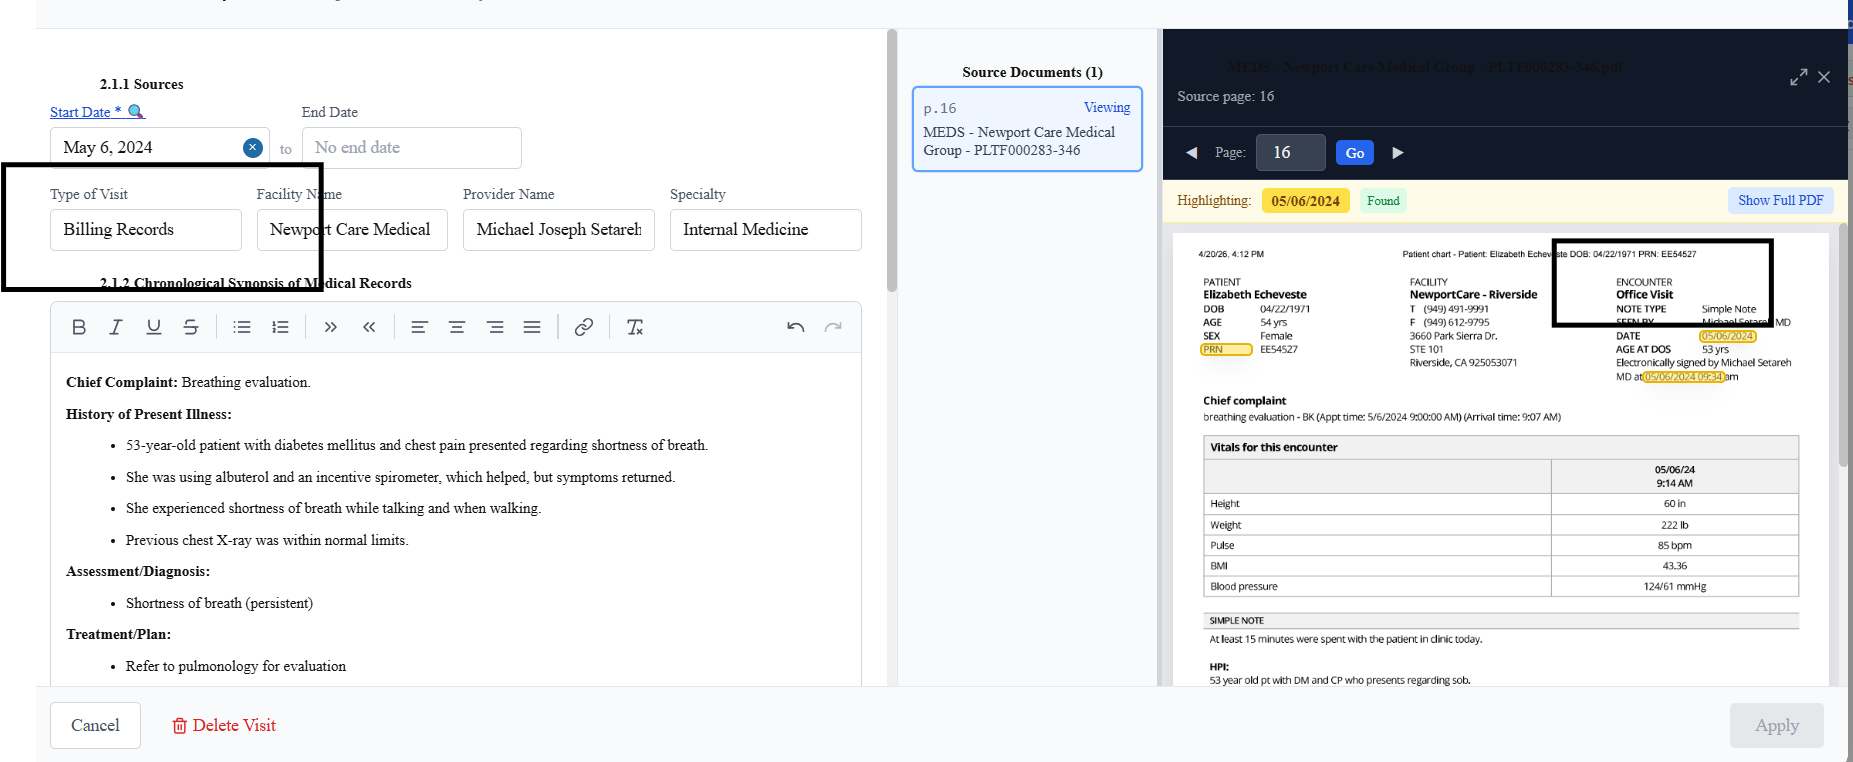 2.1.1 Sources
Start Date *
End Date
May 6, 2024
to
No end date
Type of Visit
Facility Name
Provider Name
Specialty
Billing Records
Newport Care Medical
Michael Joseph Setareh
Internal Medicine
2.1.2 Chronological Synopsis of Medical Records
Chief Complaint: Breathing evaluation.
History of Present Illness:
• 53-year-old patient with diabetes mellitus and chest pain presented regarding shortness of breath.
• She was using albuterol and an incentive spirometer, which helped, but symptoms returned.
• She experienced shortness of breath while talking and when walking.
• Previous chest X-ray was within normal limits.
Assessment/Diagnosis:
• Shortness of breath (persistent)
Treatment/Plan:
• Refer to pulmonology for evaluation
Cancel
Delete Visit
Source Documents (1)
p.16
Viewing
MEDS - Newport Care Medical
Group - PLTF000283-346
MEDS - Newport Care Medical Group - PLTF000283-346.pdf
Source page: 16
Page:
16
Go
Highlighting:
05/06/2024
Found
Show Full PDF
4/20/26, 4:12 PM
Patient chart - Patient: Elizabeth Echeveste DOB: 04/22/1971 PRN: EE54527
PATIENT
Elizabeth Echeveste
DOB 04/22/1971
AGE 54 yrs
SEX Female
PRN EE54527
FACILITY
NewportCare - Riverside
T (949) 491-9991
F (949) 612-9795
3660 Park Sierra Dr.
STE 101
Riverside, CA 925053071
ENCOUNTER
Office Visit
NOTE TYPE Simple Note
SEEN BY Michael Setareh MD
DATE 05/06/2024
AGE AT DOS 53 yrs
Electronically signed by Michael Setareh
MD at 05/06/2024 09:34 am
Chief complaint
breathing evaluation - BK (Appt time: 5/6/2024 9:00:00 AM) (Arrival time: 9:07 AM)
Vitals for this encounter
05/06/24
9:14 AM
Height 60 in
Weight 222 lb
Pulse 85 bpm
BMI 43.36
Blood pressure 124/61 mmHg
SIMPLE NOTE
At least 15 minutes were spent with the patient in clinic today.
HPI:
53 year old pt with DM and CP who presents regarding sob.
Apply